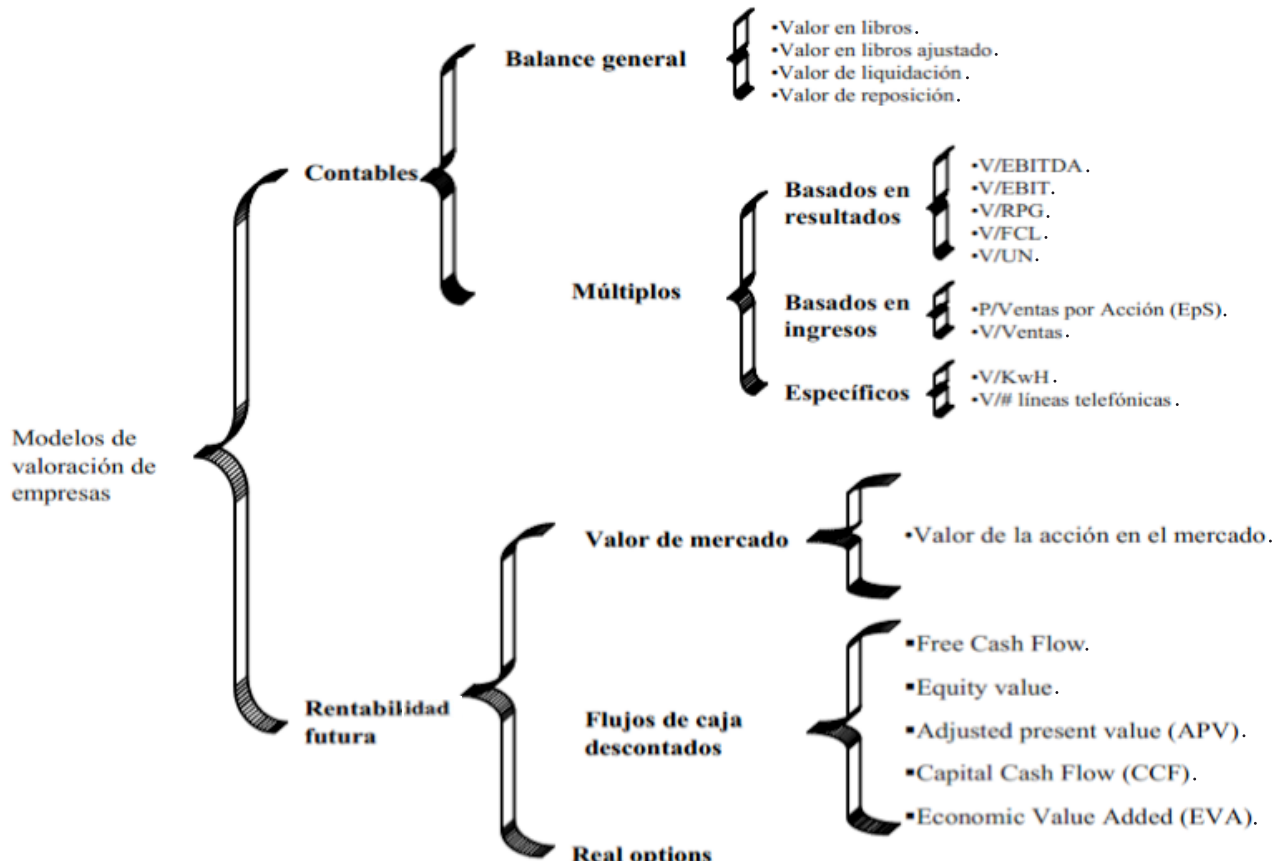 Modelos de
valoración de
empresas
Contables
Balance general
•Valor en libros.
•Valor en libros ajustado.
•Valor de liquidación.
•Valor de reposición.
Múltiplos
Basados en
resultados
•V/EBITDA.
•V/EBIT.
•V/RPG.
•V/FCL.
•V/UN.
Basados en
ingresos
•P/Ventas por Acción (EpS).
•V/Ventas.
Específicos
•V/KwH.
•V/# líneas telefónicas.
Rentabilidad
futura
Valor de mercado
•Valor de la acción en el mercado.
Flujos de caja
descontados
▪Free Cash Flow.
▪Equity value.
▪Adjusted present value (APV).
▪Capital Cash Flow (CCF).
▪Economic Value Added (EVA).
Real options